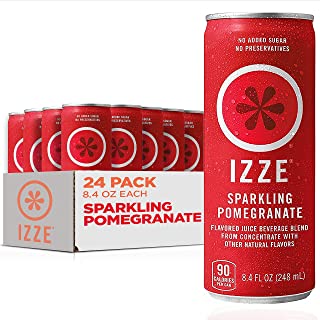 NO ADDED SUGAR
NO PRESERVATIVES
IZZE
SPARKLING
POMEGRANATE
FLAVORED JUICE BEVERAGE BLEND
FROM CONCENTRATE WITH
OTHER NATURAL FLAVORS
90
CALORIES
PER CAN
8.4 FL OZ (248 mL)
24 PACK
8.4 OZ EACH
SPARKLING
POMEGRANATE
IZZE